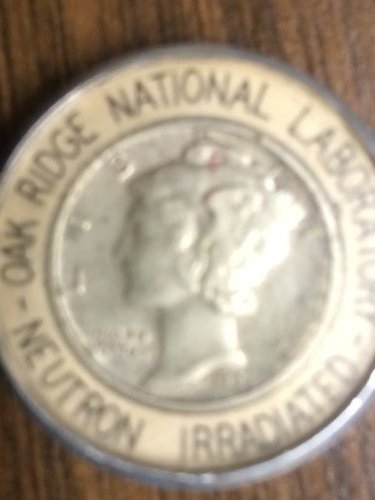 OAK RIDGE NATIONAL LABORATORY
- NEUTRON IRRADIATED -